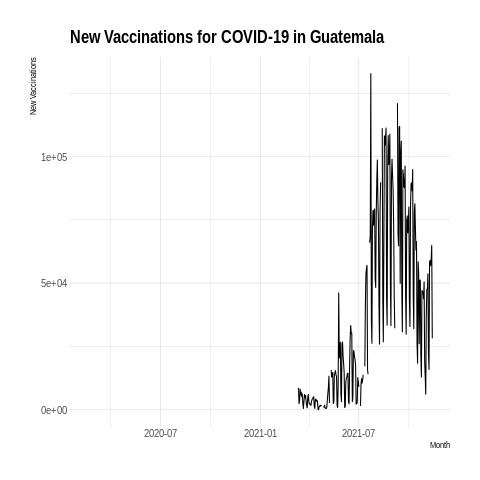 New Vaccinations for COVID-19 in Guatemala
New Vaccinations
1e+05
5e+04
0e+00
2020-07
2021-01
2021-07
Month